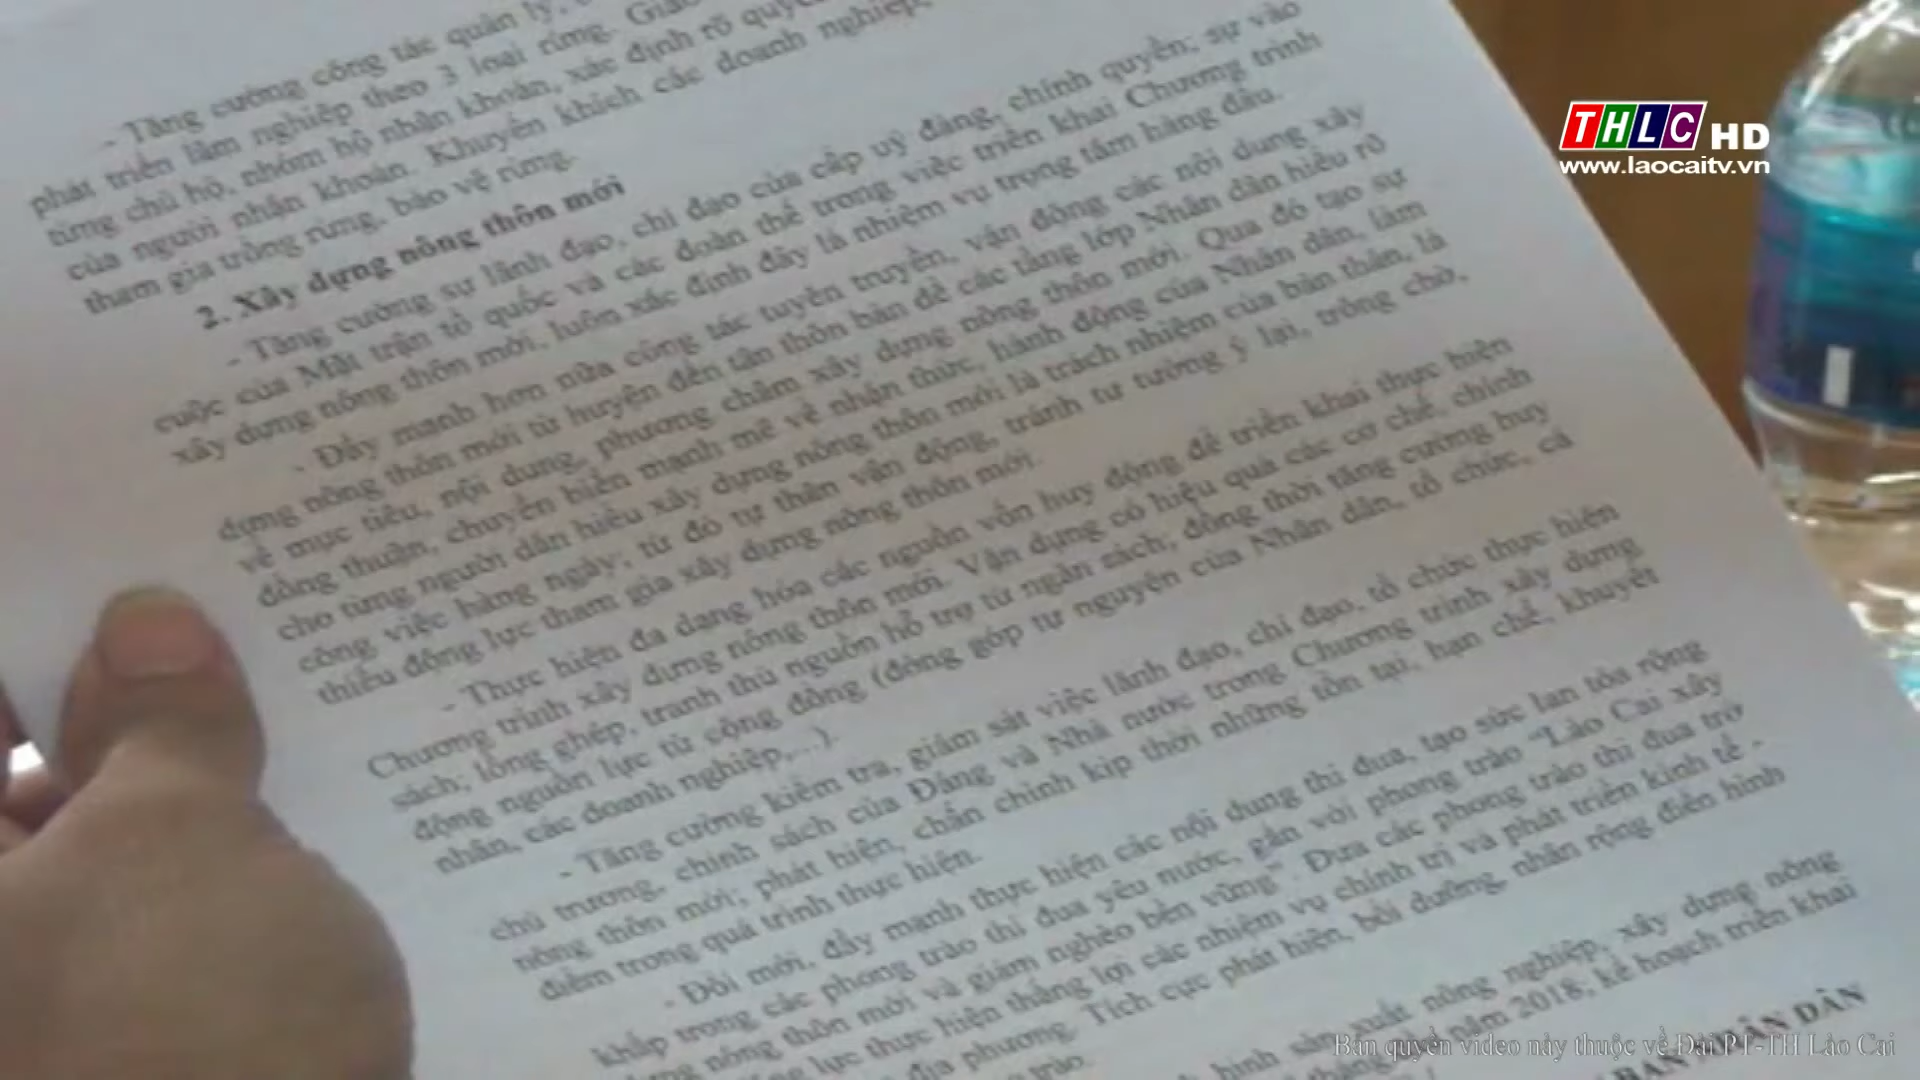 - Tăng cường công tác quản lý,
phát triển lâm nghiệp theo 3 loại rừng. Giao
từng chủ hộ, nhóm hộ nhận khoán, xác định rõ quyền
của người nhận khoán. Khuyến khích các doanh nghiệp,
tham gia trồng rừng, bảo vệ rừng.
2. Xây dựng nông thôn mới
- Tăng cường sự lãnh đạo, chỉ đạo của cấp uỷ đảng, chính quyền; sự vào
cuộc của Mặt trận tổ quốc và các đoàn thể trong việc triển khai Chương trình
xây dựng nông thôn mới, luôn xác định đây là nhiệm vụ trọng tâm hàng đầu.
- Đẩy mạnh hơn nữa công tác tuyên truyền, vận động các nội dung xây
dựng nông thôn mới từ huyện đến tận thôn bản để các tầng lớp Nhân dân hiểu rõ
về mục tiêu, nội dung, phương châm xây dựng nông thôn mới. Qua đó tạo sự
đồng thuận, chuyển biến mạnh mẽ về nhận thức, hành động của Nhân dân, làm
cho từng người dân hiểu xây dựng nông thôn mới là trách nhiệm của bản thân, là
công việc hàng ngày; từ đó tự thân vận động, tránh tư tưởng ỷ lại, trông chờ,
thiếu động lực tham gia xây dựng nông thôn mới.
- Thực hiện đa dạng hóa các nguồn vốn huy động để triển khai thực hiện
Chương trình xây dựng nông thôn mới. Vận dụng có hiệu quả các cơ chế, chính
sách; lồng ghép, tranh thủ nguồn hỗ trợ từ ngân sách; đồng thời tăng cường huy
động nguồn lực từ cộng đồng (đóng góp tự nguyện của Nhân dân, tổ chức, cá
nhân, các doanh nghiệp,...).
- Tăng cường kiểm tra, giám sát việc lãnh đạo, chỉ đạo, tổ chức thực hiện
chủ trương, chính sách của Đảng và Nhà nước trong Chương trình xây dựng
nông thôn mới; phát hiện, chấn chỉnh kịp thời những tồn tại, hạn chế, khuyết
điểm trong quá trình thực hiện.
- Đổi mới, đẩy mạnh thực hiện các nội dung thi đua, tạo sức lan tỏa rộng
khắp trong các phong trào thi đua yêu nước, gắn với phong trào "Lào Cai xây
dựng nông thôn mới và giảm nghèo bền vững". Đưa các phong trào thi đua trở
lực thực hiện thắng lợi các nhiệm vụ chính trị và phát triển kinh tế -
địa phương. Tích cực phát hiện, bồi dưỡng, nhân rộng điển hình
trào.
hình sản xuất nông nghiệp, xây dựng nông
tháng năm 2018; kế hoạch triển khai
BAN NHÂN DÂN
THLC HD
www.laocaitv.vn
Bản quyền video này thuộc về Đài PT-TH Lào Cai